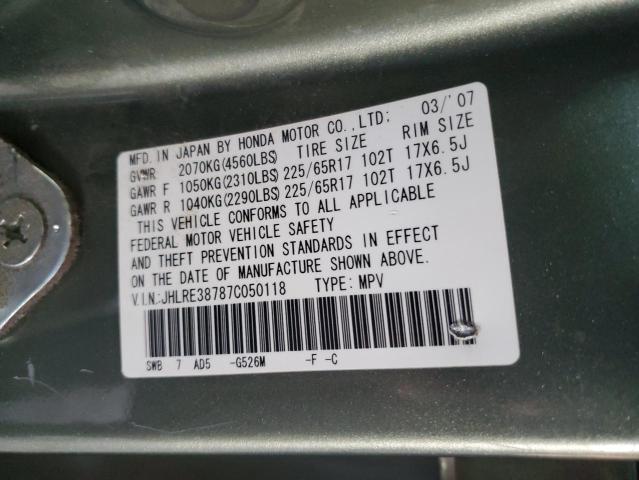 MFD. IN JAPAN BY HONDA MOTOR CO.,LTD; 03/'07
GVWR 2070KG(4560LBS) TIRE SIZE RIM SIZE
GAWR F 1050KG(2310LBS) 225/65R17 102T 17X6.5J
GAWR R 1040KG(2290LBS) 225/65R17 102T 17X6.5J
THIS VEHICLE CONFORMS TO ALL APPLICABLE
FEDERAL MOTOR VEHICLE SAFETY
AND THEFT PREVENTION STANDARDS IN EFFECT
ON THE DATE OF MANUFACTURE SHOWN ABOVE.
V.I.N.:JHLRE38787C050118 TYPE: MPV
SWB 7 AD5 -G526M -F -C